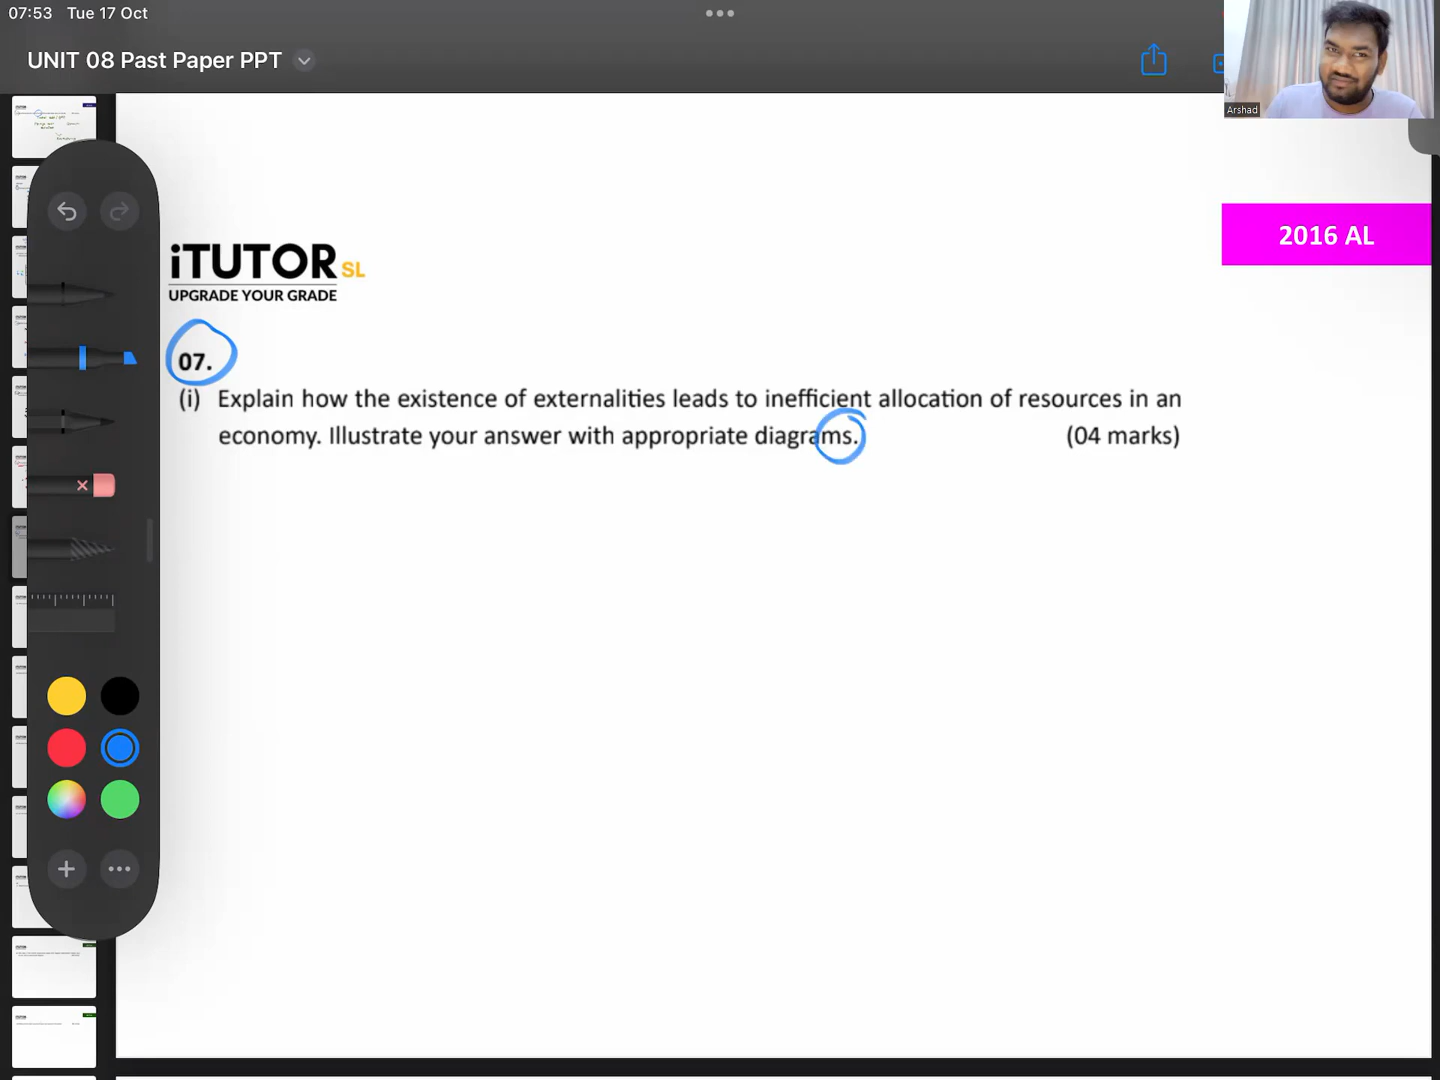 07:53 Tue 17 Oct
UNIT 08 Past Paper PPT
Arshad
2016 AL
iTUTOR SL
UPGRADE YOUR GRADE
07.
(i) Explain how the existence of externalities leads to inefficient allocation of resources in an
economy. Illustrate your answer with appropriate diagrams. (04 marks)